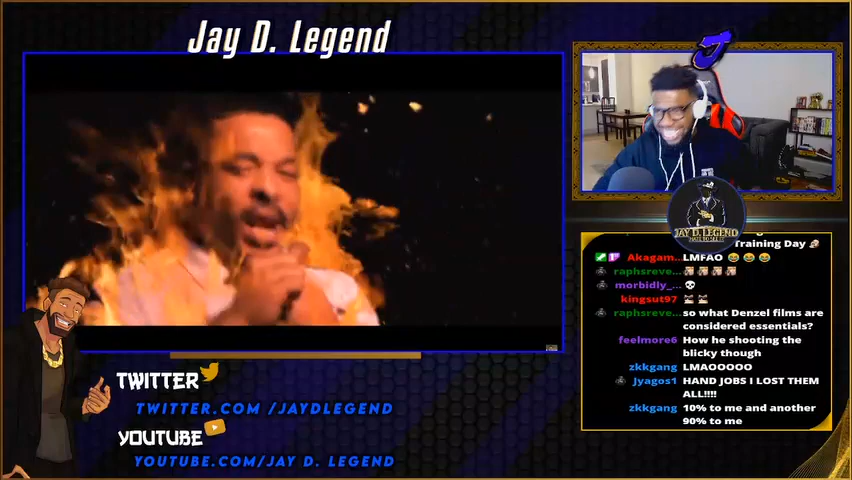 Jay D. Legend
J
JAY D. LEGEND
Training Day
Akagam... LMFAO
raphsreve...
morbidly_...
kingsut97
raphsreve... so what Denzel films are
considered essentials?
feelmore6 How he shooting the
blicky though
zkkgang LMAOOOOO
Jyagos1 HAND JOBS I LOST THEM
ALL!!!!
zkkgang 10% to me and another
90% to me
TWITTER
TWITTER.COM /JAYDLEGEND
YOUTUBE
YOUTUBE.COM/JAY D. LEGEND